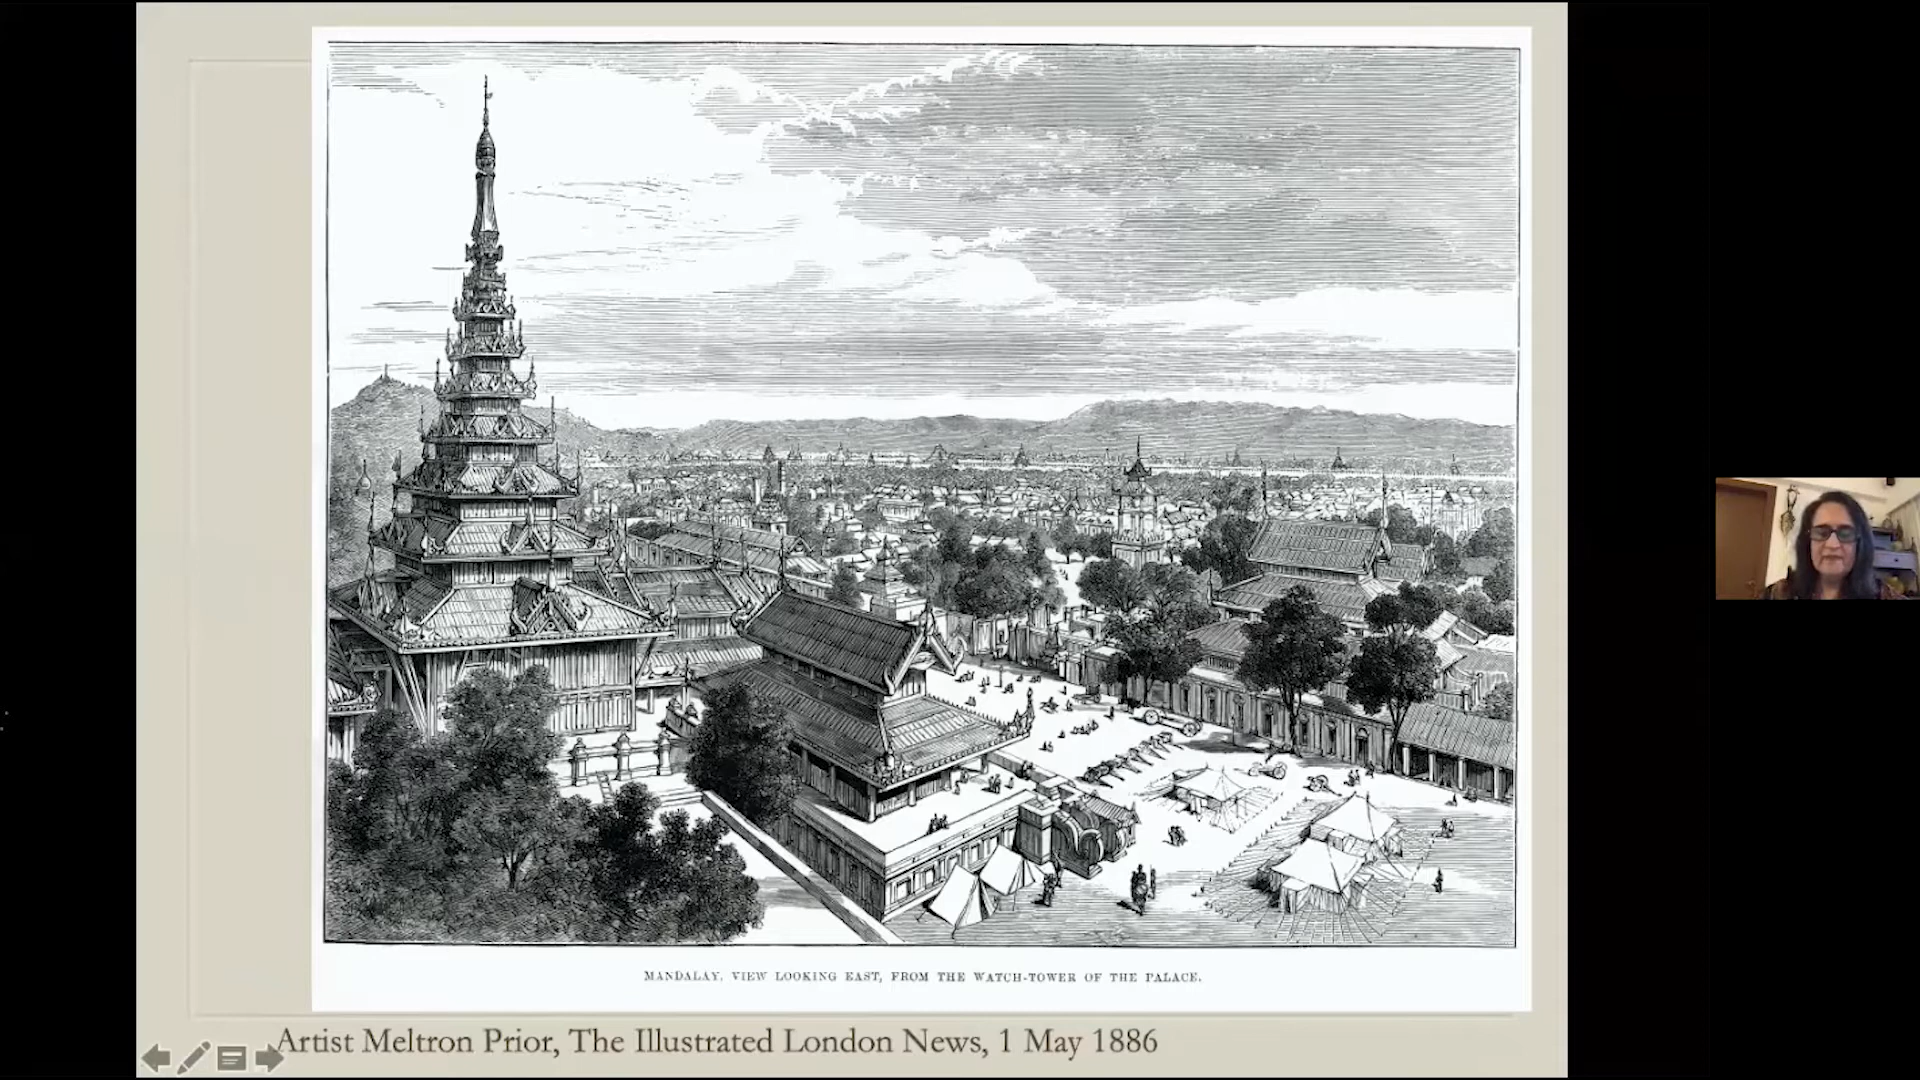 MANDALAY. VIEW LOOKING EAST, FROM THE WATCH-TOWER OF THE PALACE.
Artist Meltron Prior, The Illustrated London News, 1 May 1886